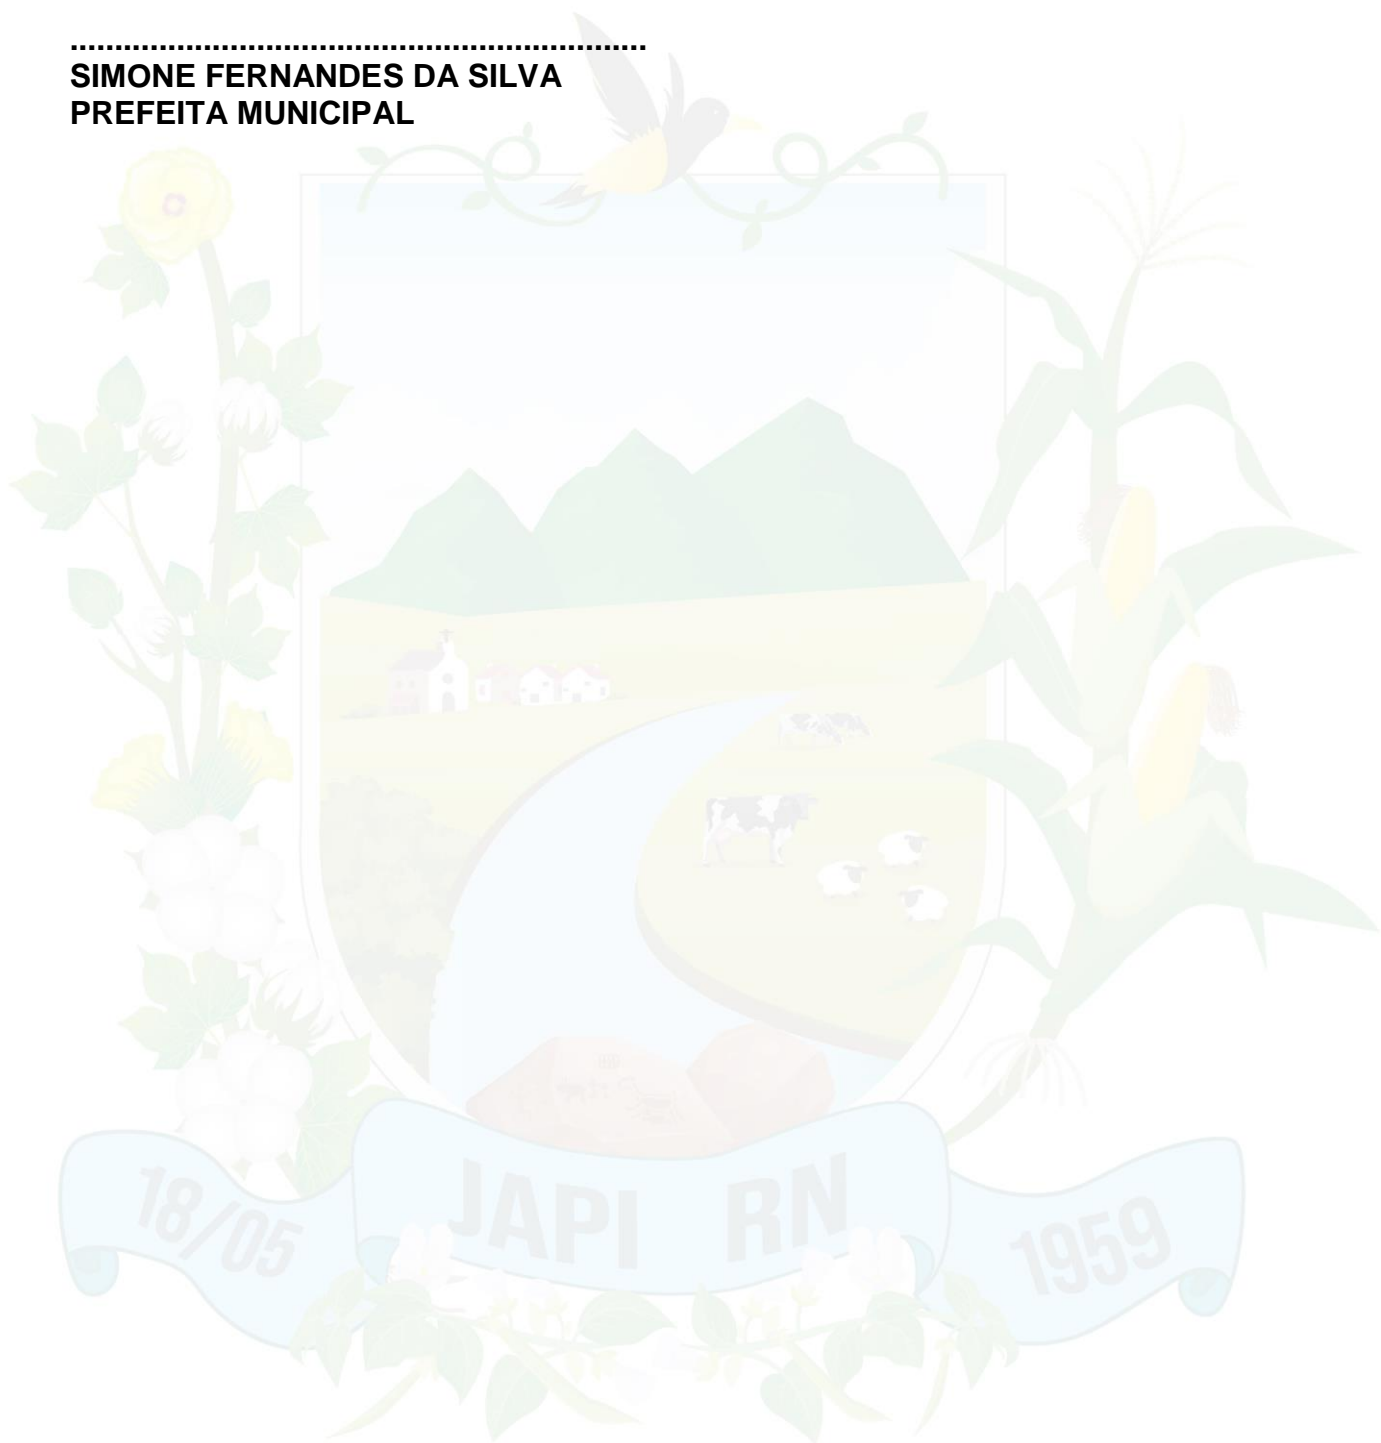 ................................................................
SIMONE FERNANDES DA SILVA
PREFEITA MUNICIPAL
18/05
JAPI RN
1959